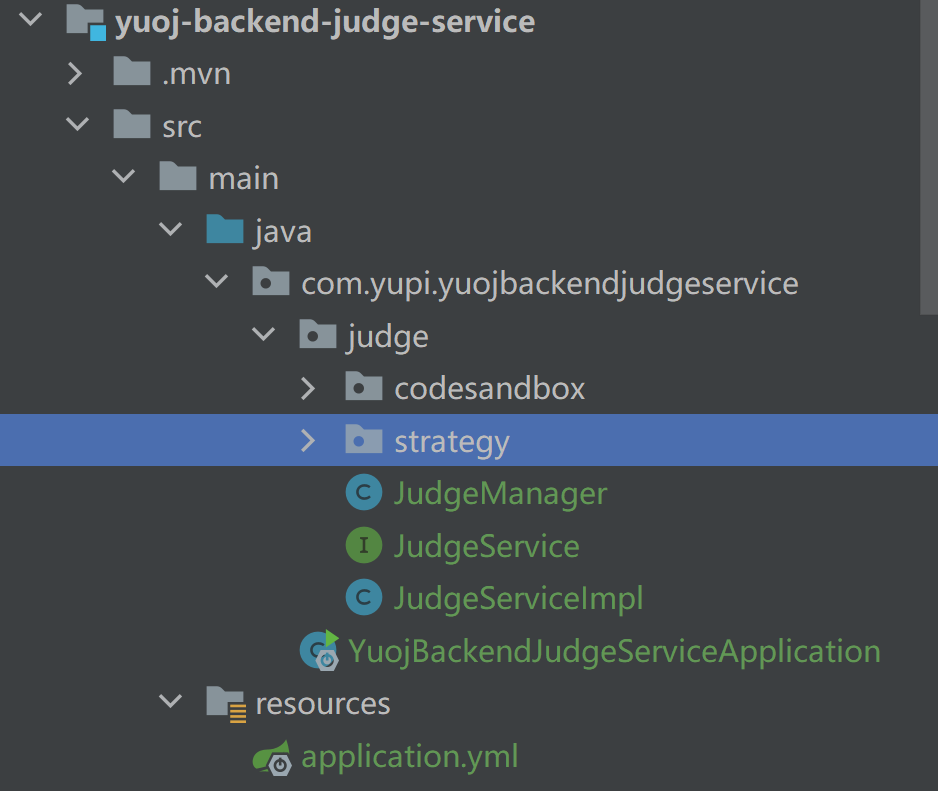 yuoj-backend-judge-service
.mvn
src
main
java
com.yupi.yuojbackendjudgeservice
judge
codesandbox
strategy
C JudgeManager
I JudgeService
C JudgeServiceImpl
C YuojBackendJudgeServiceApplication
resources
application.yml